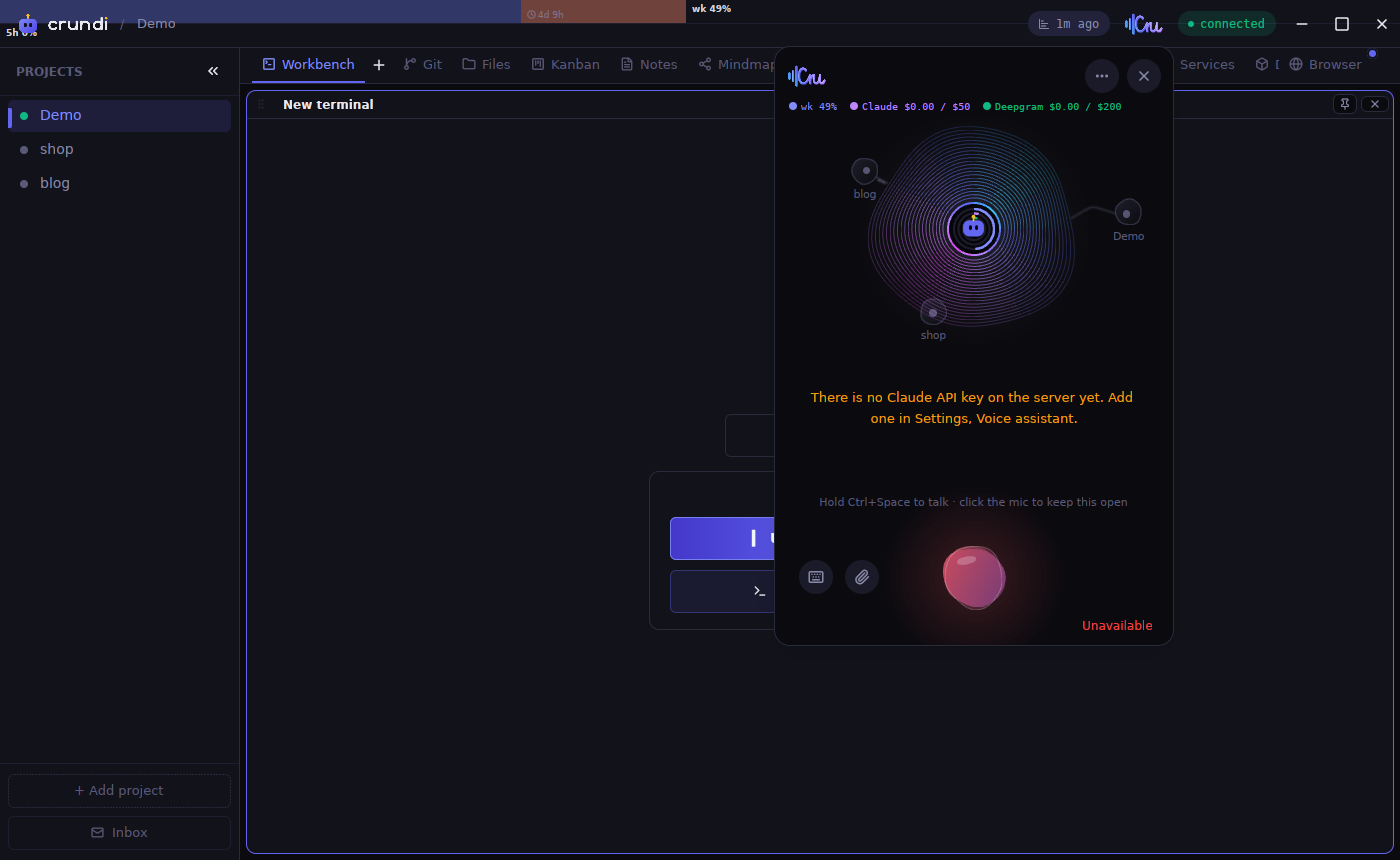 5h 0%
crundi / Demo
4d 9h
wk 49%
1m ago
Cru
connected
PROJECTS
Demo
shop
blog
+ Add project
Inbox
Workbench
Git
Files
Kanban
Notes
Mindmap
Services
Browser
New terminal
Cru
wk 49% Claude $0.00 / $50 Deepgram $0.00 / $200
blog
Demo
shop
There is no Claude API key on the server yet. Add
one in Settings, Voice assistant.
Hold Ctrl+Space to talk · click the mic to keep this open
Unavailable